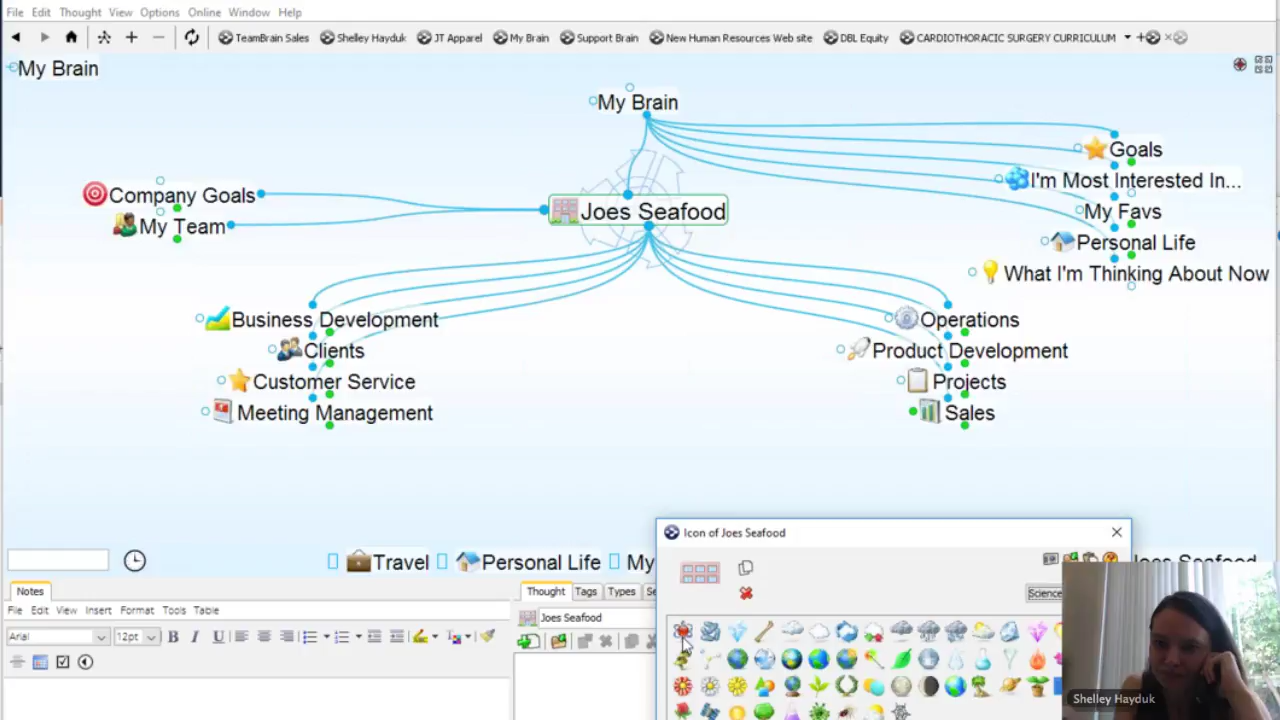 File Edit Thought View Options Online Window Help
TeamBrain Sales Shelley Hayduk JT Apparel My Brain Support Brain New Human Resources Web site DBL Equity CARDIOTHORACIC SURGERY CURRICULUM
My Brain
My Brain
Goals
I'm Most Interested In...
Company Goals
Joes Seafood
My Favs
My Team
Personal Life
What I'm Thinking About Now
Business Development
Operations
Clients
Product Development
Customer Service
Projects
Meeting Management
Sales
Icon of Joes Seafood
Travel Personal Life My
Joes Seafood
Notes
Thought Tags Types
File Edit View Insert Format Tools Table
Joes Seafood
Arial 12pt B I U
Science
Shelley Hayduk